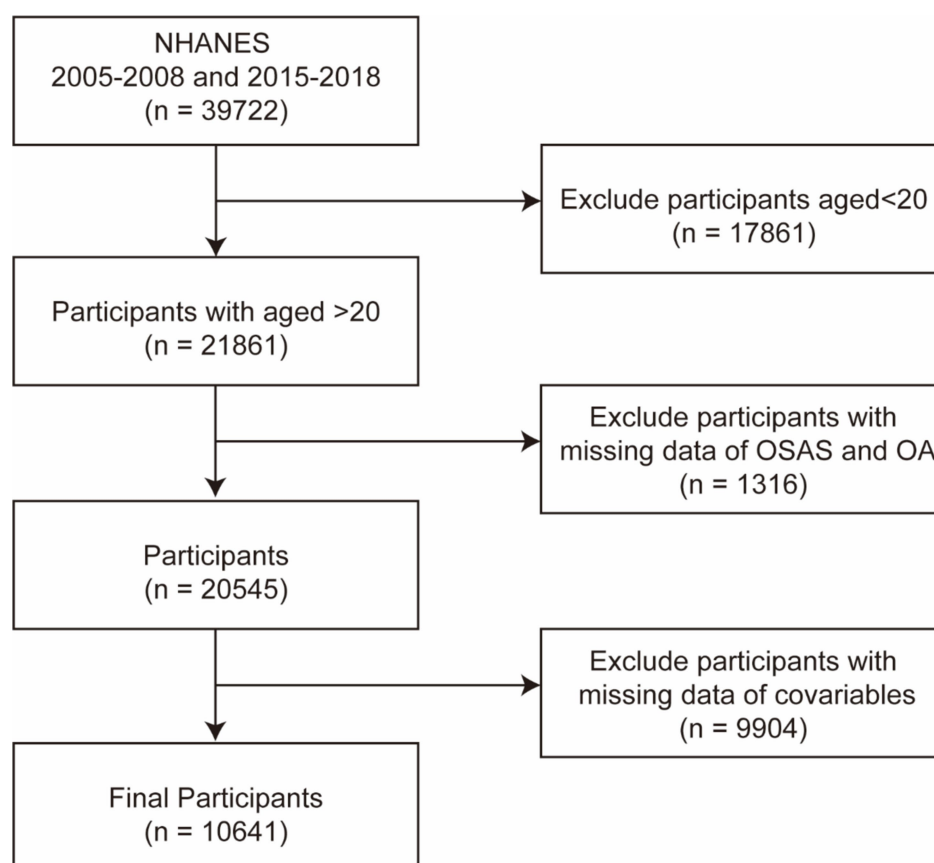 NHANES
2005-2008 and 2015-2018
(n = 39722)
Exclude participants aged<20
(n = 17861)
Participants with aged >20
(n = 21861)
Exclude participants with
missing data of OSAS and OA
(n = 1316)
Participants
(n = 20545)
Exclude participants with
missing data of covariables
(n = 9904)
Final Participants
(n = 10641)